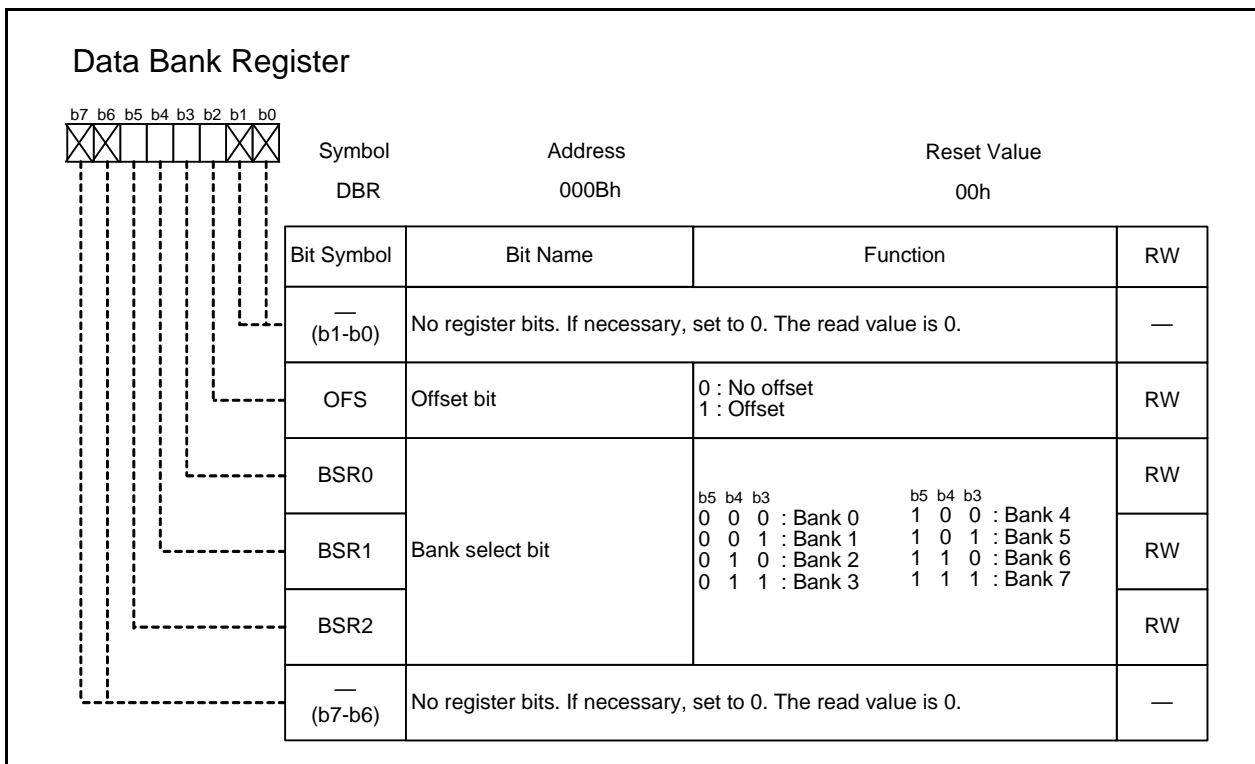 Data Bank Register
b7 b6 b5 b4 b3 b2 b1 b0
Symbol Address Reset Value
DBR 000Bh 00h
Bit Symbol Bit Name Function RW
—
(b1-b0)
No register bits. If necessary, set to 0. The read value is 0.
—
OFS Offset bit
0 : No offset
1 : Offset
RW
BSR0 RW
BSR1 Bank select bit RW
BSR2 RW
b5 b4 b3
0 0 0 : Bank 0
0 0 1 : Bank 1
0 1 0 : Bank 2
0 1 1 : Bank 3
b5 b4 b3
1 0 0 : Bank 4
1 0 1 : Bank 5
1 1 0 : Bank 6
1 1 1 : Bank 7
—
(b7-b6)
No register bits. If necessary, set to 0. The read value is 0.
—